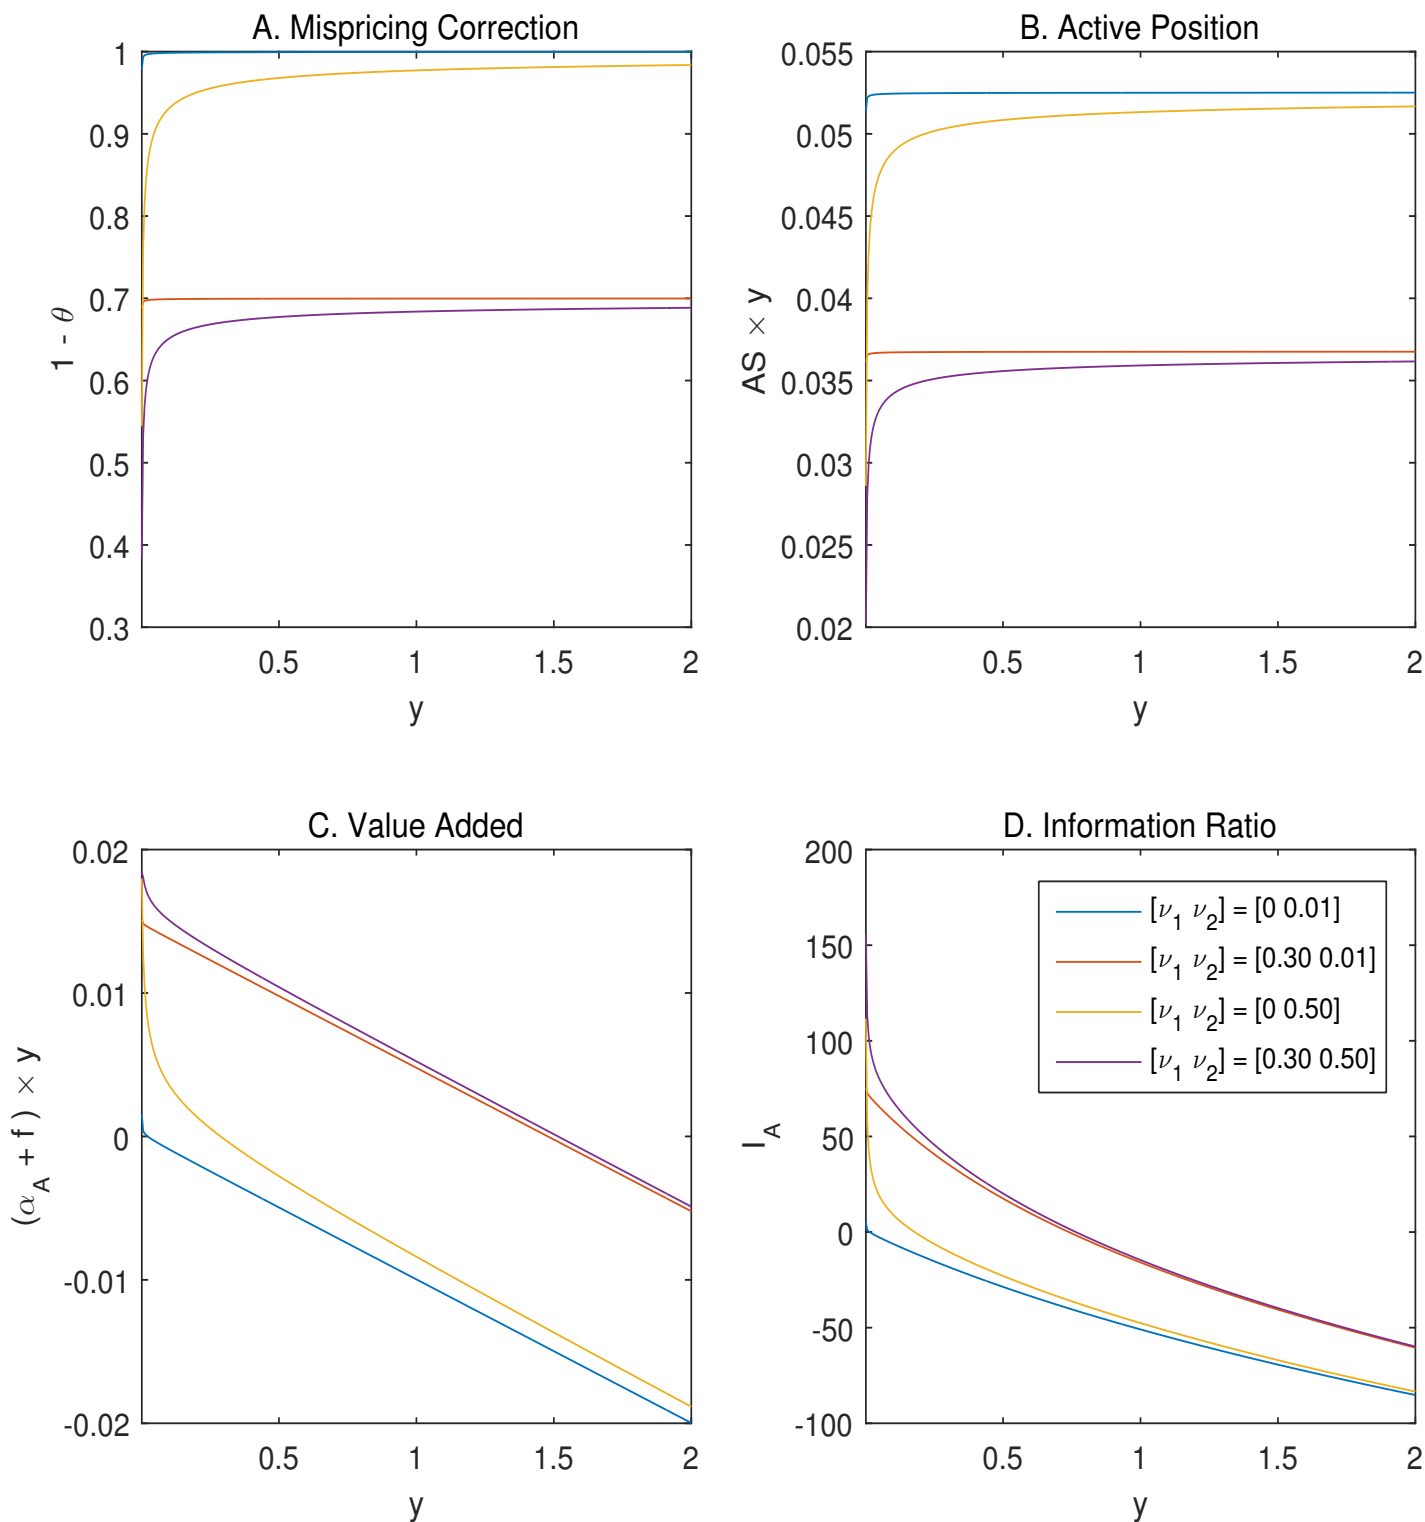 A. Mispricing Correction
1
0.9
0.8
0.7
0.6
0.5
0.4
0.3
1 - θ
0.5
1
1.5
2
y
B. Active Position
0.055
0.05
0.045
0.04
0.035
0.03
0.025
0.02
AS × y
0.5
1
1.5
2
y
C. Value Added
0.02
0.01
0
-0.01
-0.02
(α_A + f ) × y
0.5
1
1.5
2
y
D. Information Ratio
200
150
100
50
0
-50
-100
I_A
[ν_1 ν_2] = [0 0.01]
[ν_1 ν_2] = [0.30 0.01]
[ν_1 ν_2] = [0 0.50]
[ν_1 ν_2] = [0.30 0.50]
0.5
1
1.5
2
y